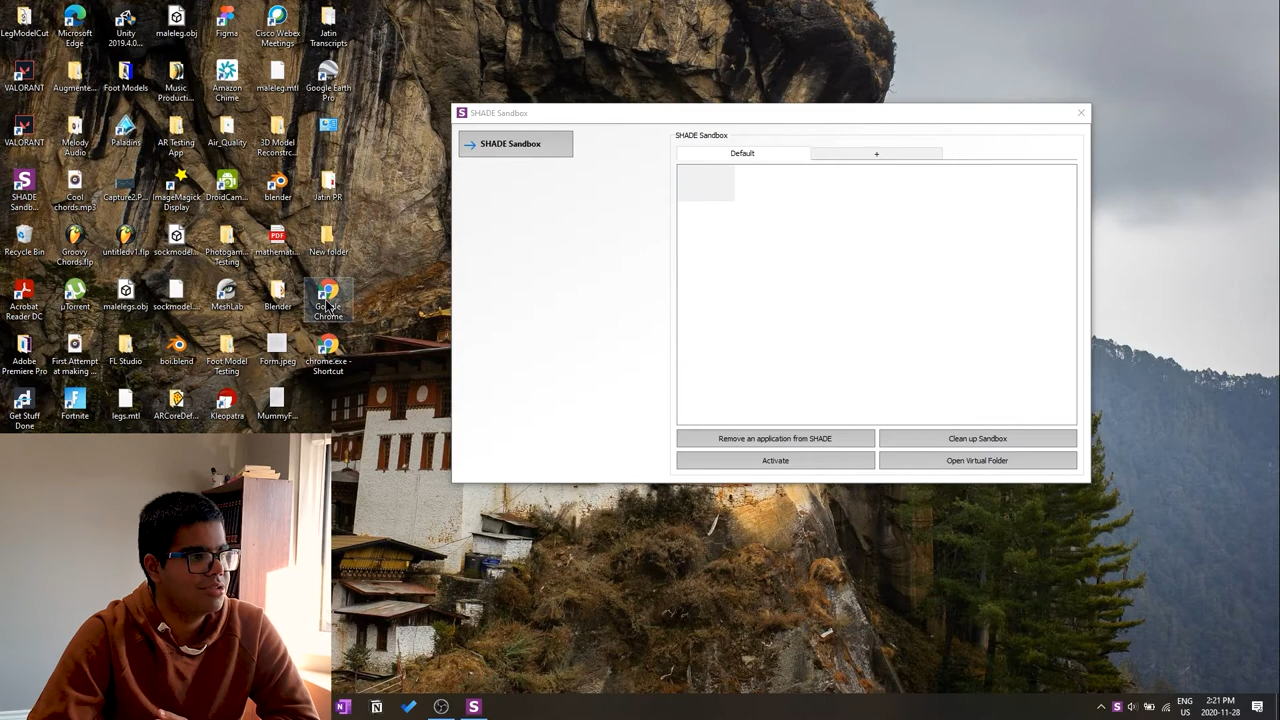 LegModelCut
Microsoft
Edge
Unity
2019.4.0...
maleleg.obj
Figma
Cisco Webex
Meetings
Jatin
Transcripts
VALORANT
Augmente...
Foot Models
Music
Producti...
Amazon
Chime
maleleg.mtl
Google Earth
Pro
VALORANT
Melody
Audio
Paladins
AR Testing
App
Air_Quality
3D Model
Reconstrc...
SHADE
Sandb...
Cool
chords.mp3
Capture2.P...
ImageMagick
Display
DroidCam...
blender
Jatin PR
Recycle Bin
Groovy
Chords.flp
untitledv1.flp
sockmodel...
Photogam...
Testing
mathemati...
New folder
Acrobat
Reader DC
µTorrent
malelegs.obj
sockmodel...
MeshLab
Blender
Google
Chrome
Adobe
Premiere Pro
First Attempt
at making ...
FL Studio
boi.blend
Foot Model
Testing
Form.jpeg
chrome.exe -
Shortcut
Get Stuff
Done
Fortnite
legs.mtl
ARCoreDef...
Kleopatra
MummyF...
SHADE Sandbox
SHADE Sandbox
SHADE Sandbox
Default
+
Remove an application from SHADE
Clean up Sandbox
Activate
Open Virtual Folder
ENG
US
2:21 PM
2020-11-28